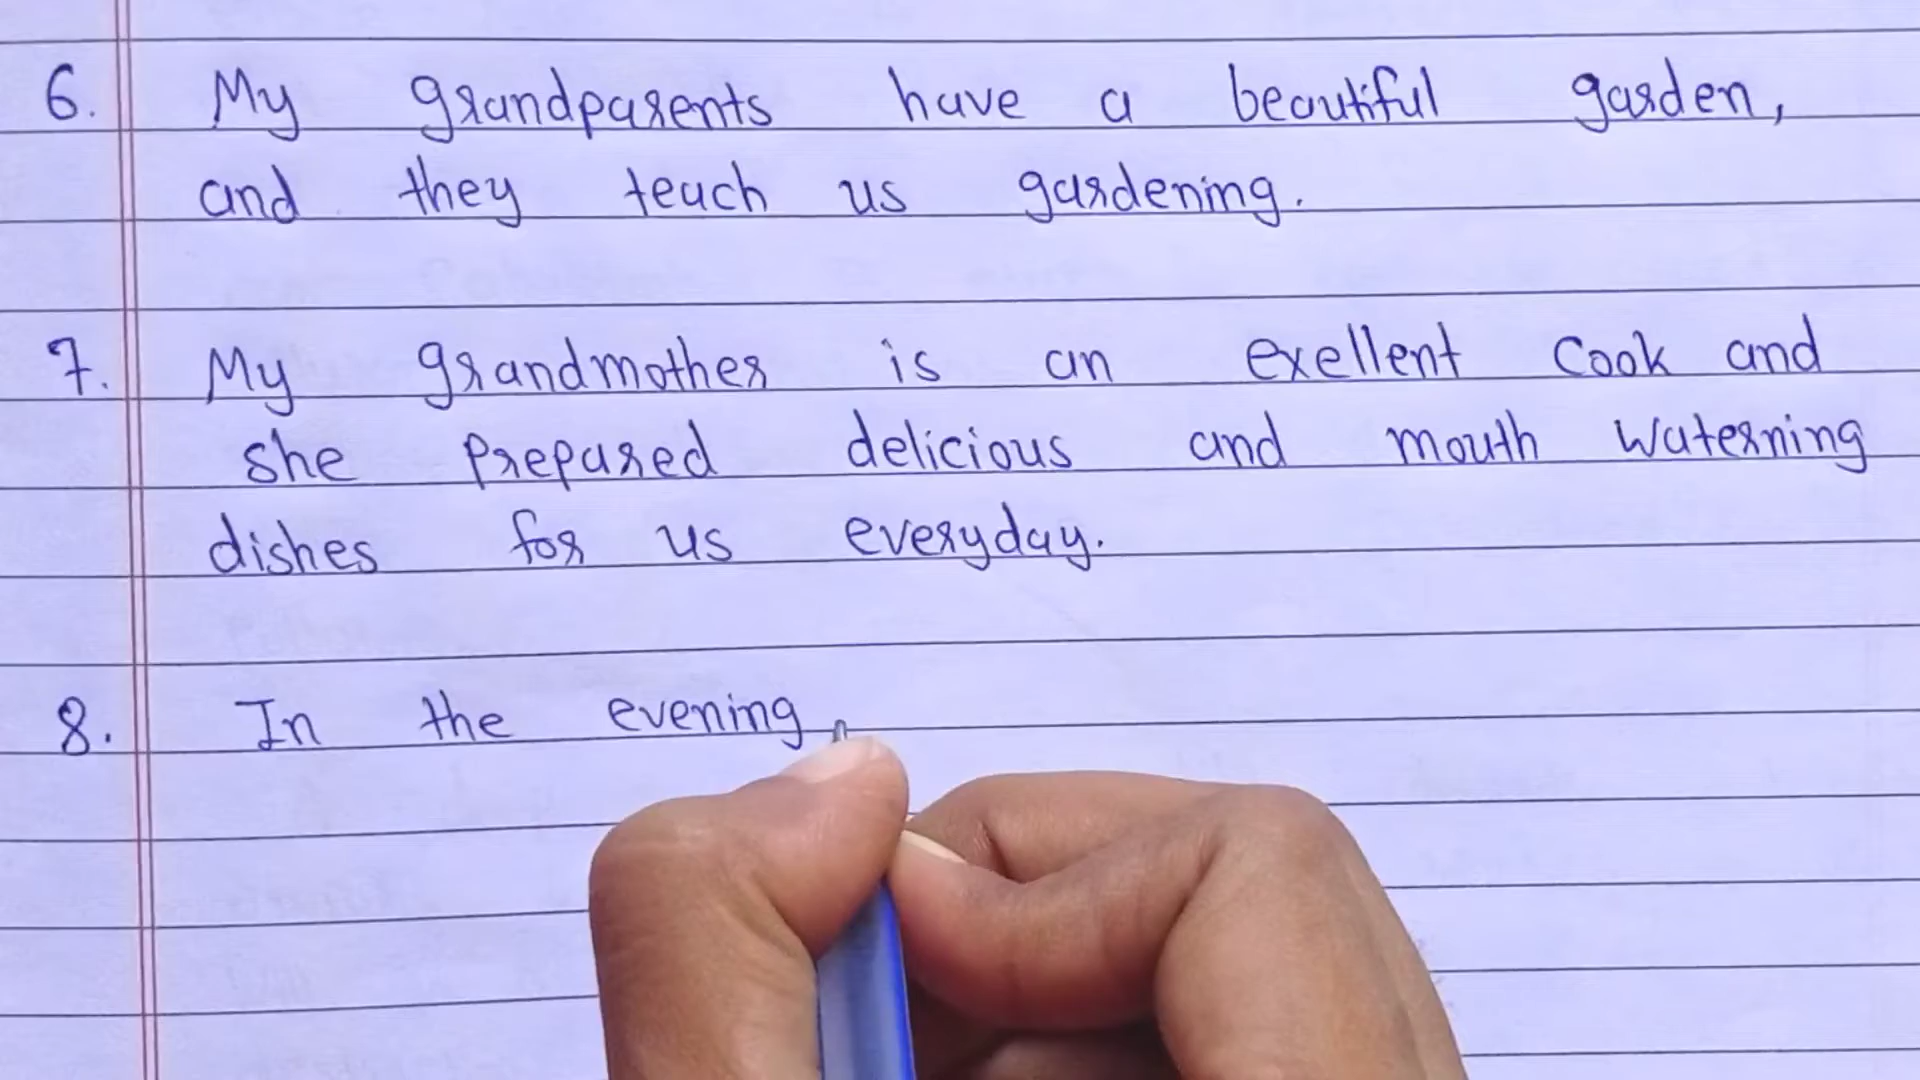 6. My grandparents have a beautiful garden,
and they teach us gardening.
7. My grandmother is an exellent cook and
she prepared delicious and mouth waterning
dishes for us everyday.
8. In the evening